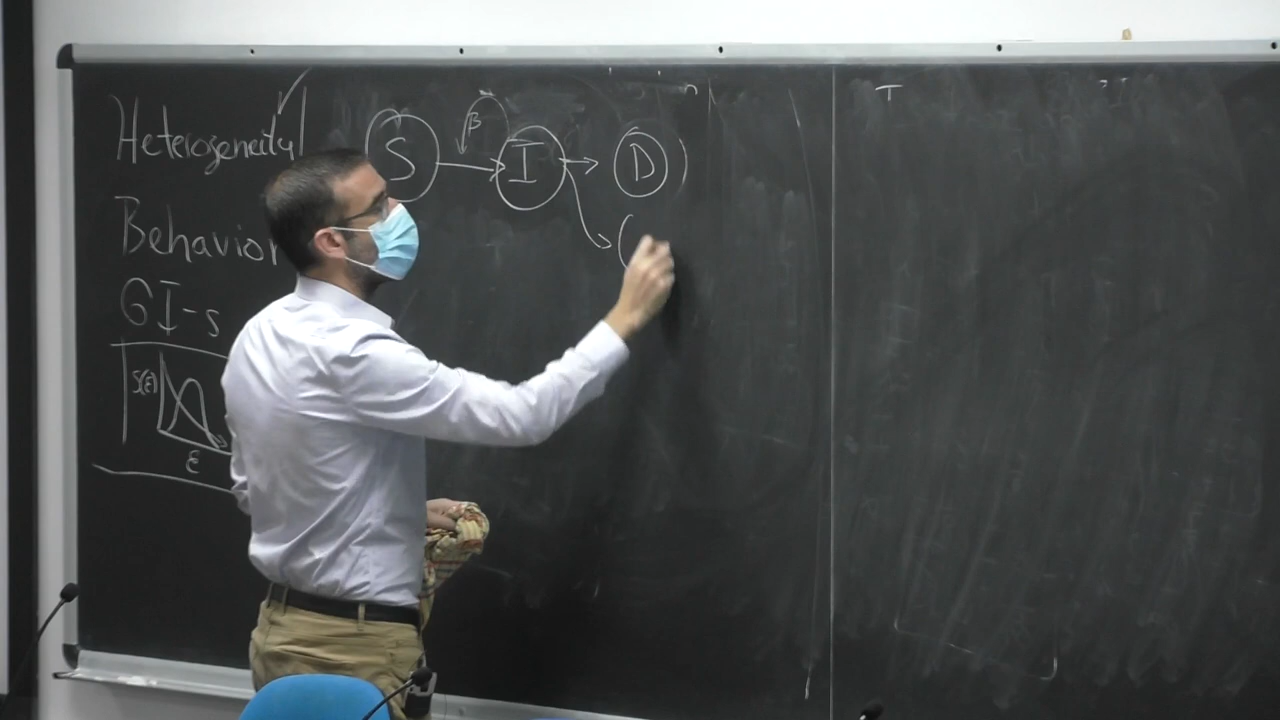 Heterogeneity
S β I D
Behavior
GI-s
S(ε)
ε